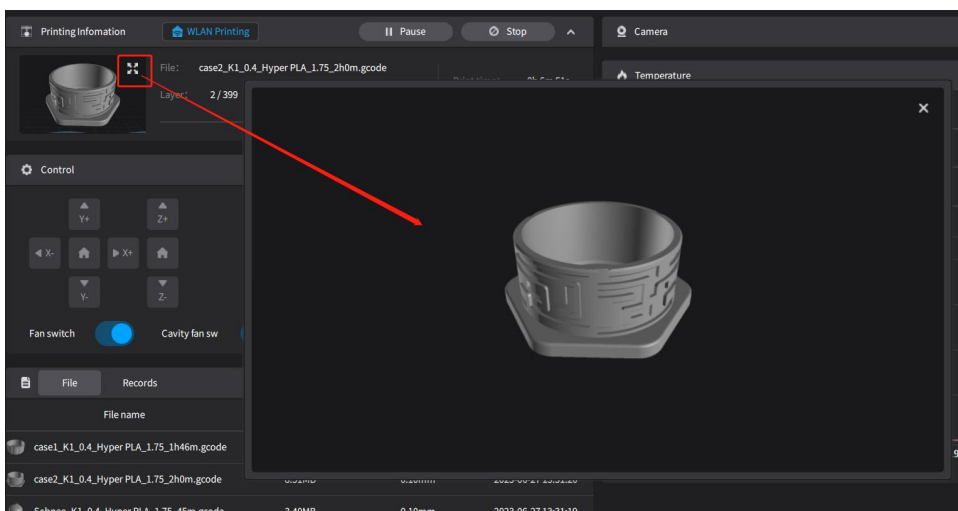 Printing Infomation WLAN Printing Pause Stop Camera
File: case2_K1_0.4_Hyper PLA_1.75_2h0m.gcode
Temperature
Layer: 2 / 399
Control
Y+ Z+
X- X+
Y- Z-
Fan switch Cavity fan sw
File Records
File name
case1_K1_0.4_Hyper PLA_1.75_1h46m.gcode
case2_K1_0.4_Hyper PLA_1.75_2h0m.gcode